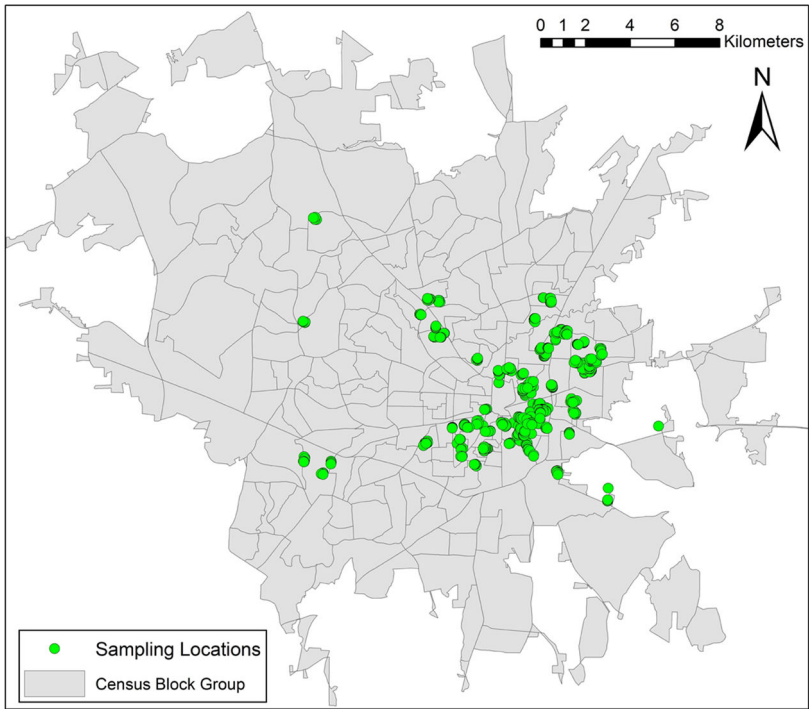 0 1 2 4 6 8
Kilometers
N
Sampling Locations
Census Block Group